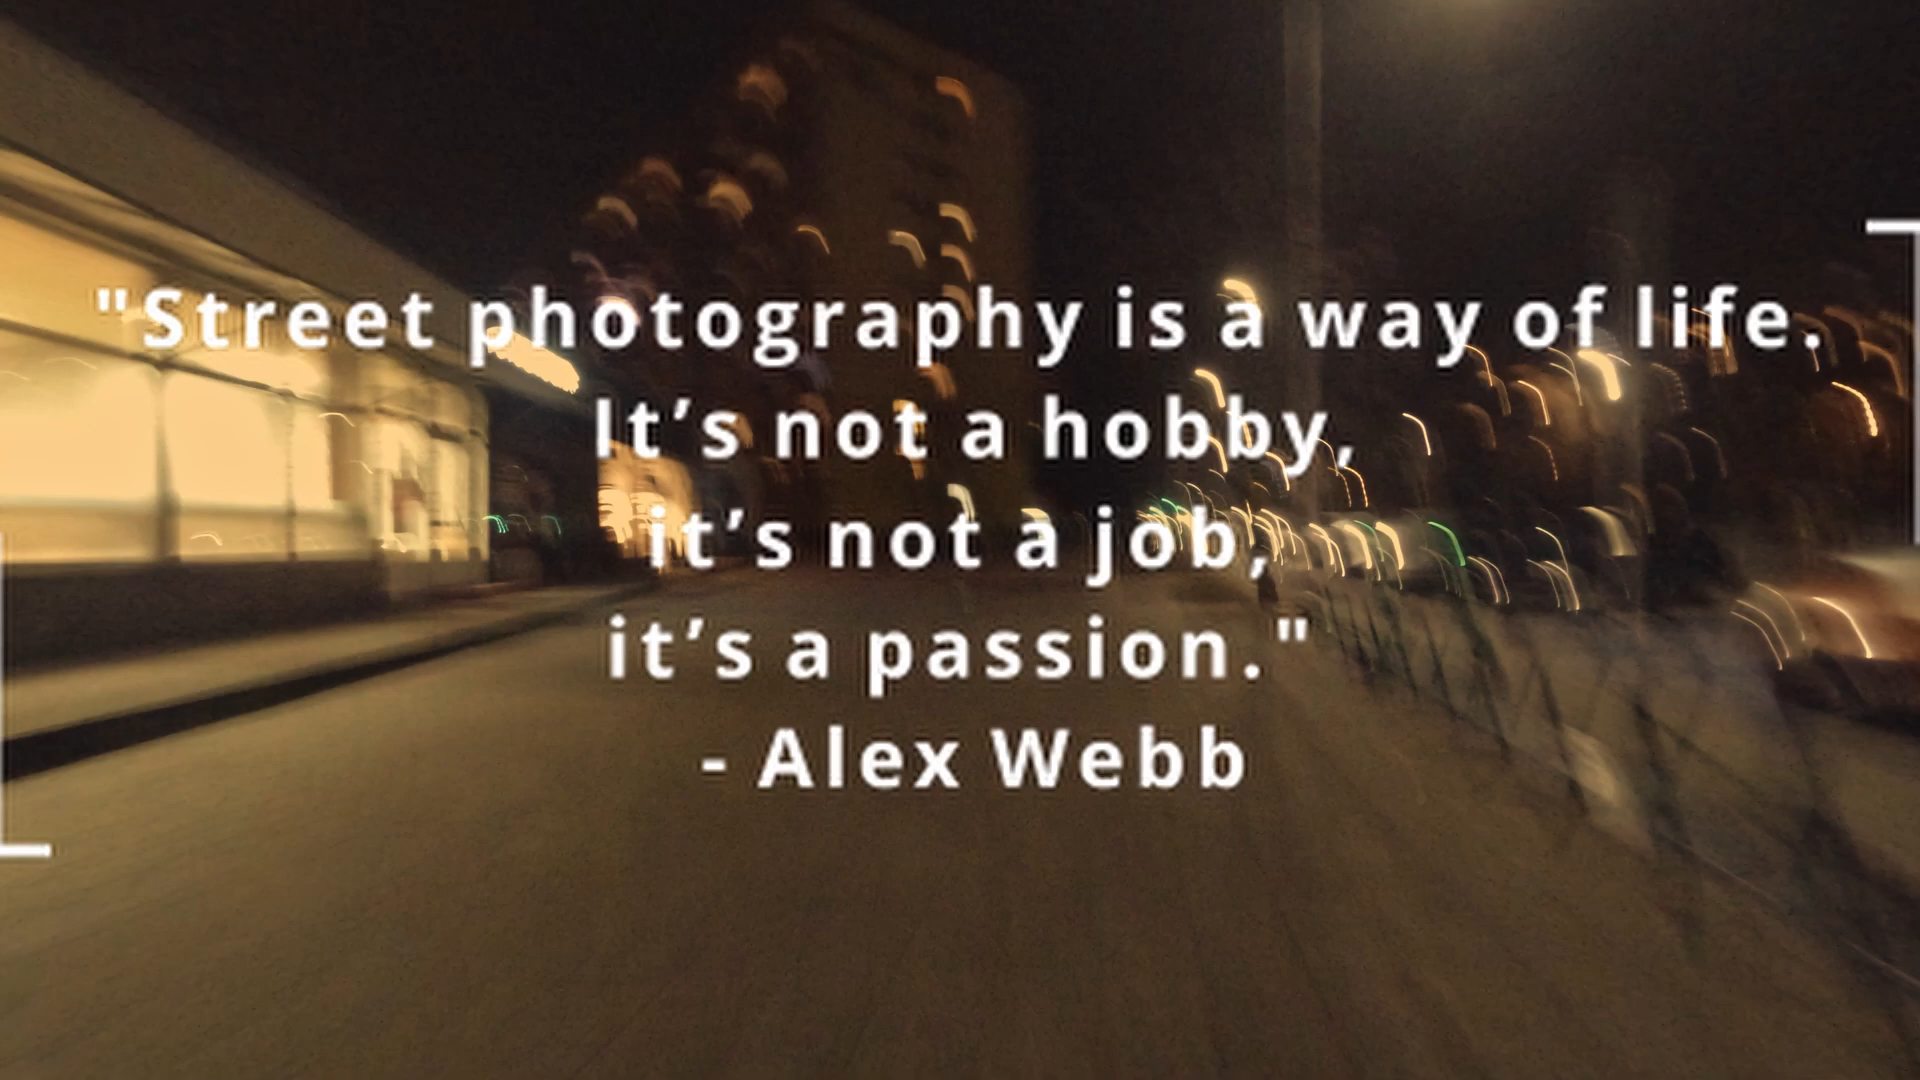 "Street photography is a way of life.
It’s not a hobby,
it’s not a job,
it’s a passion."
- Alex Webb